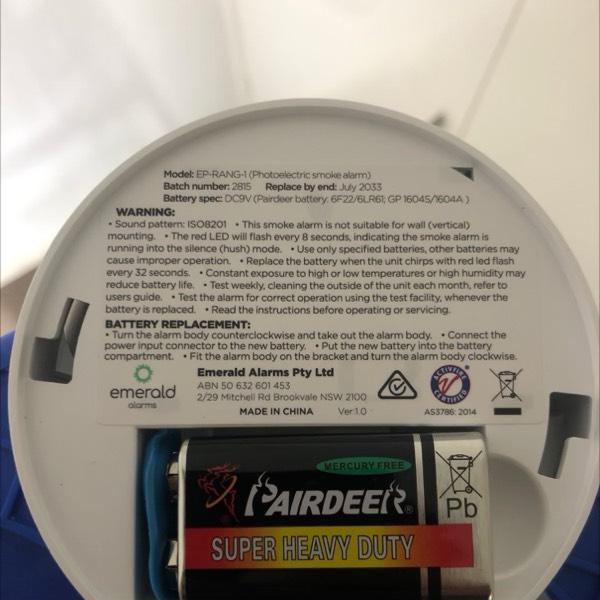 Model: EP-RANG-1 (Photoelectric smoke alarm)
Batch number: 2815 Replace by end: July 2033
Battery spec: DC9V (Pairdeer battery: 6F22/6LR61; GP 1604S/1604A )
WARNING:
• Sound pattern: ISO8201 • This smoke alarm is not suitable for wall (vertical)
mounting. • The red LED will flash every 8 seconds, indicating the smoke alarm is
running into the silence (hush) mode. • Use only specified batteries, other batteries may
cause improper operation. • Replace the battery when the unit chirps with red led flash
every 32 seconds. • Constant exposure to high or low temperatures or high humidity may
reduce battery life. • Test weekly, cleaning the outside of the unit each month, refer to
users guide. • Test the alarm for correct operation using the test facility, whenever the
battery is replaced. • Read the instructions before operating or servicing.
BATTERY REPLACEMENT:
• Turn the alarm body counterclockwise and take out the alarm body. • Connect the
power input connector to the new battery. • Put the new battery into the battery
compartment. • Fit the alarm body on the bracket and turn the alarm body clockwise.
emerald
alarms
Emerald Alarms Pty Ltd
ABN 50 632 601 453
2/29 Mitchell Rd Brookvale NSW 2100
MADE IN CHINA Ver:1.0
ACTIVFIRE
CERTIFIED
AS3786: 2014
MERCURY FREE
PAIRDEER®
SUPER HEAVY DUTY
Pb